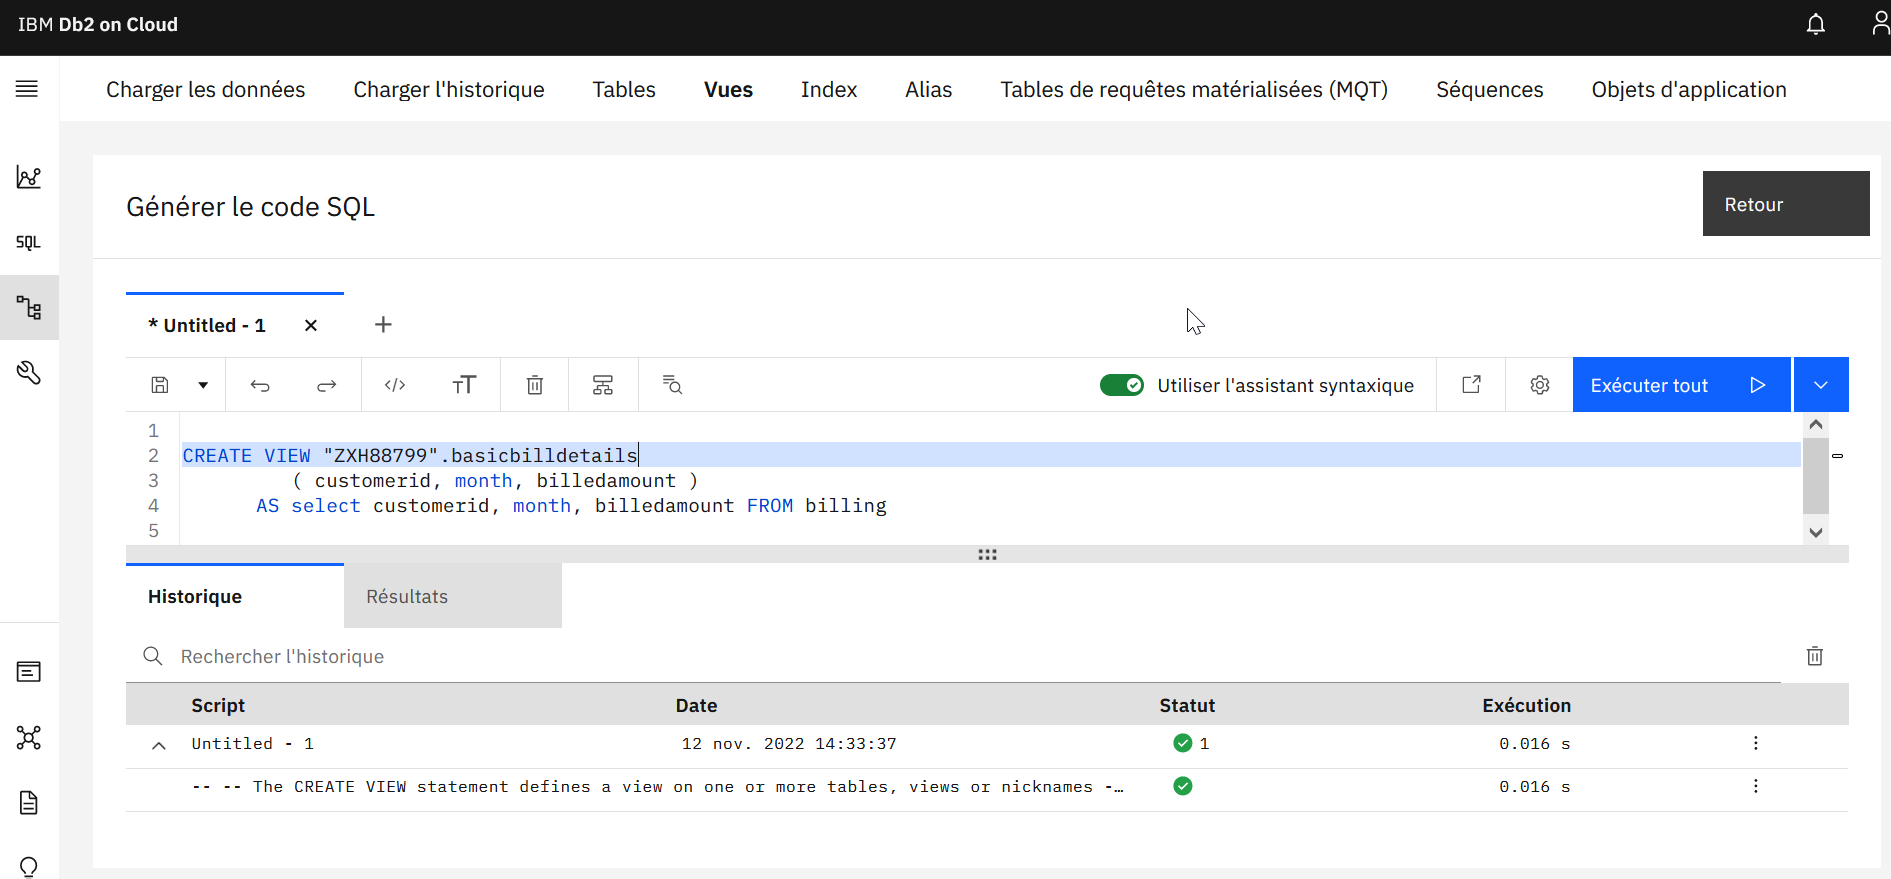 IBM Db2 on Cloud
Charger les données Charger l'historique Tables Vues Index Alias Tables de requêtes matérialisées (MQT) Séquences Objets d'application
SQL
Générer le code SQL
Retour
* Untitled - 1
Utiliser l'assistant syntaxique
Exécuter tout
1
2 CREATE VIEW "ZXH88799".basicbilldetails
3 ( customerid, month, billedamount )
4 AS select customerid, month, billedamount FROM billing
5
Historique Résultats
Rechercher l'historique
Script Date Statut Exécution
Untitled - 1 12 nov. 2022 14:33:37 1 0.016 s
-- -- The CREATE VIEW statement defines a view on one or more tables, views or nicknames -… 0.016 s